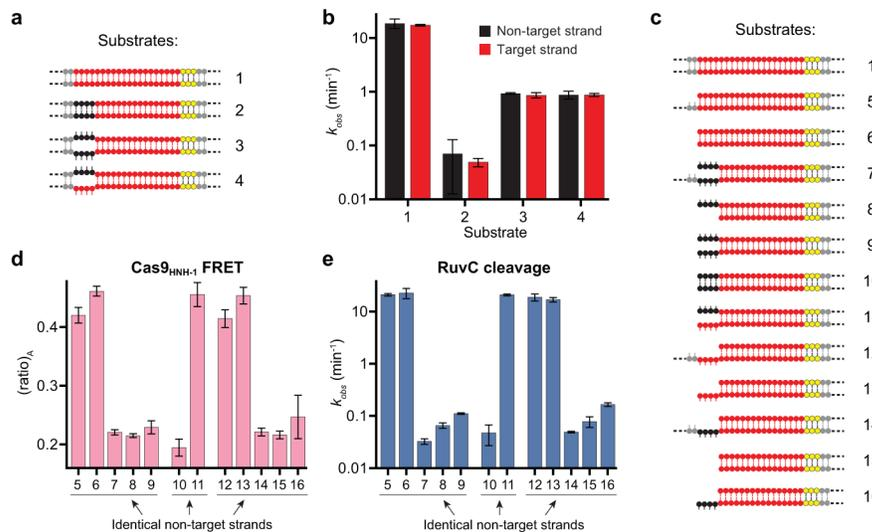 a
Substrates:
1
2
3
4
b
Non-target strand
Target strand
k_obs (min⁻¹)
10
1
0.1
0.01
1 2 3 4
Substrate
c
Substrates:
1
5
6
7
8
9
d
Cas9HNH-1 FRET
(ratio)A
0.4
0.3
0.2
5 6 7 8 9 10 11 12 13 14 15 16
Identical non-target strands
e
RuvC cleavage
k_obs (min⁻¹)
10
1
0.1
0.01
5 6 7 8 9 10 11 12 13 14 15 16
Identical non-target strands